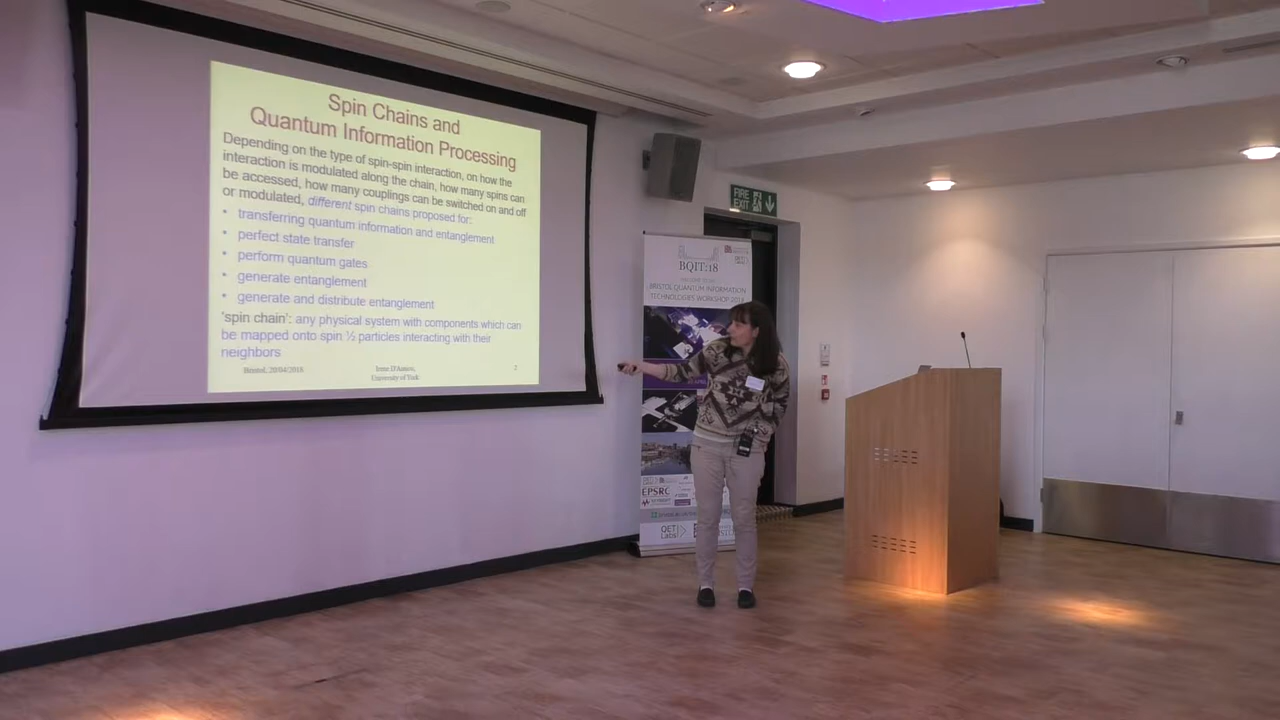 Spin Chains and
Quantum Information Processing
Depending on the type of spin-spin interaction, on how the
interaction is modulated along the chain, how many spins can
be accessed, how many couplings can be switched on and off
or modulated, different spin chains proposed for:
• transferring quantum information and entanglement
• perfect state transfer
• perform quantum gates
• generate entanglement
• generate and distribute entanglement
'spin chain': any physical system with components which can
be mapped onto spin ½ particles interacting with their
neighbors
Bristol, 20/04/2018
Irene D'Amico,
University of York
2
FIRE
EXIT
BQIT:18
BRISTOL QUANTUM INFORMATION
TECHNOLOGIES WORKSHOP 2018
EPSRC
QET
Labs